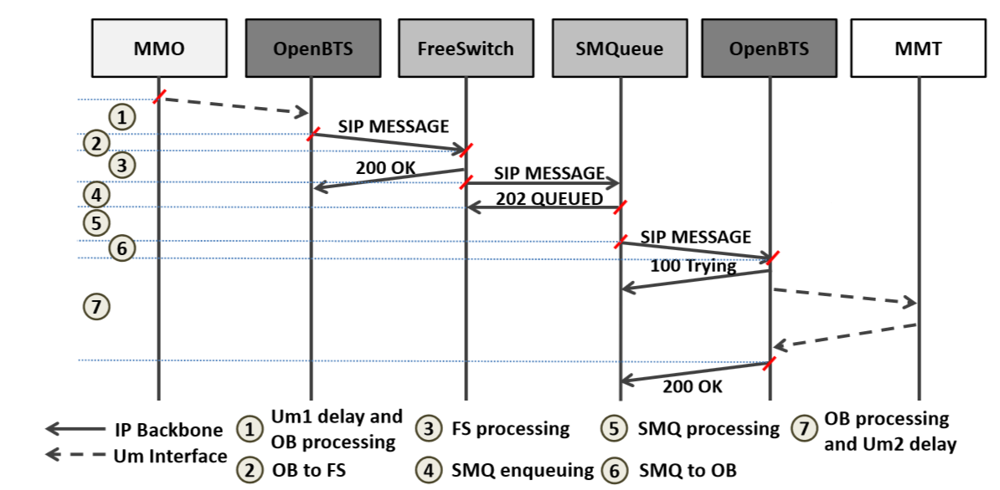 MMO OpenBTS FreeSwitch SMQueue OpenBTS MMT
1
SIP MESSAGE
2
3
200 OK
SIP MESSAGE
4
202 QUEUED
5
SIP MESSAGE
6
100 Trying
7
200 OK
IP Backbone
Um Interface
1 Um1 delay and
OB processing
2 OB to FS
3 FS processing
4 SMQ enqueuing
5 SMQ processing
6 SMQ to OB
7 OB processing
and Um2 delay